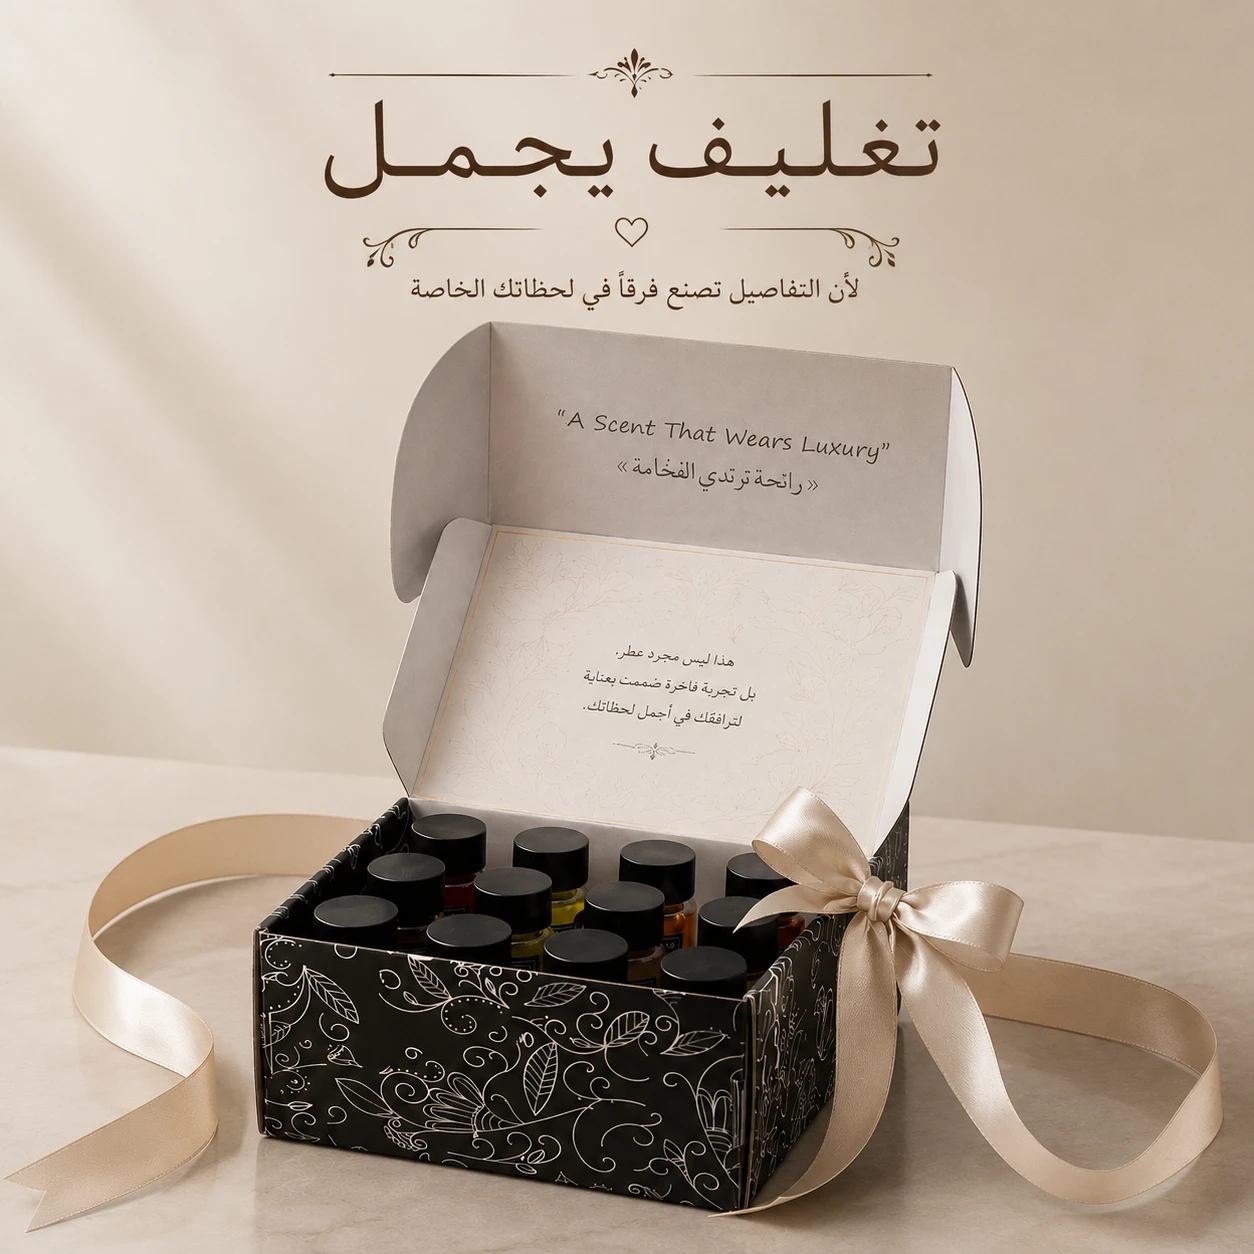 تغليف يجمل
لأن التفاصيل تصنع فرقاً في لحظاتك الخاصة
“A Scent That Wears Luxury”
« رائحة ترتدي الفخامة »
هذا ليس مجرد عطر.
بل تجربة فاخرة صممت بعناية
لترافقك في أجمل لحظاتك.